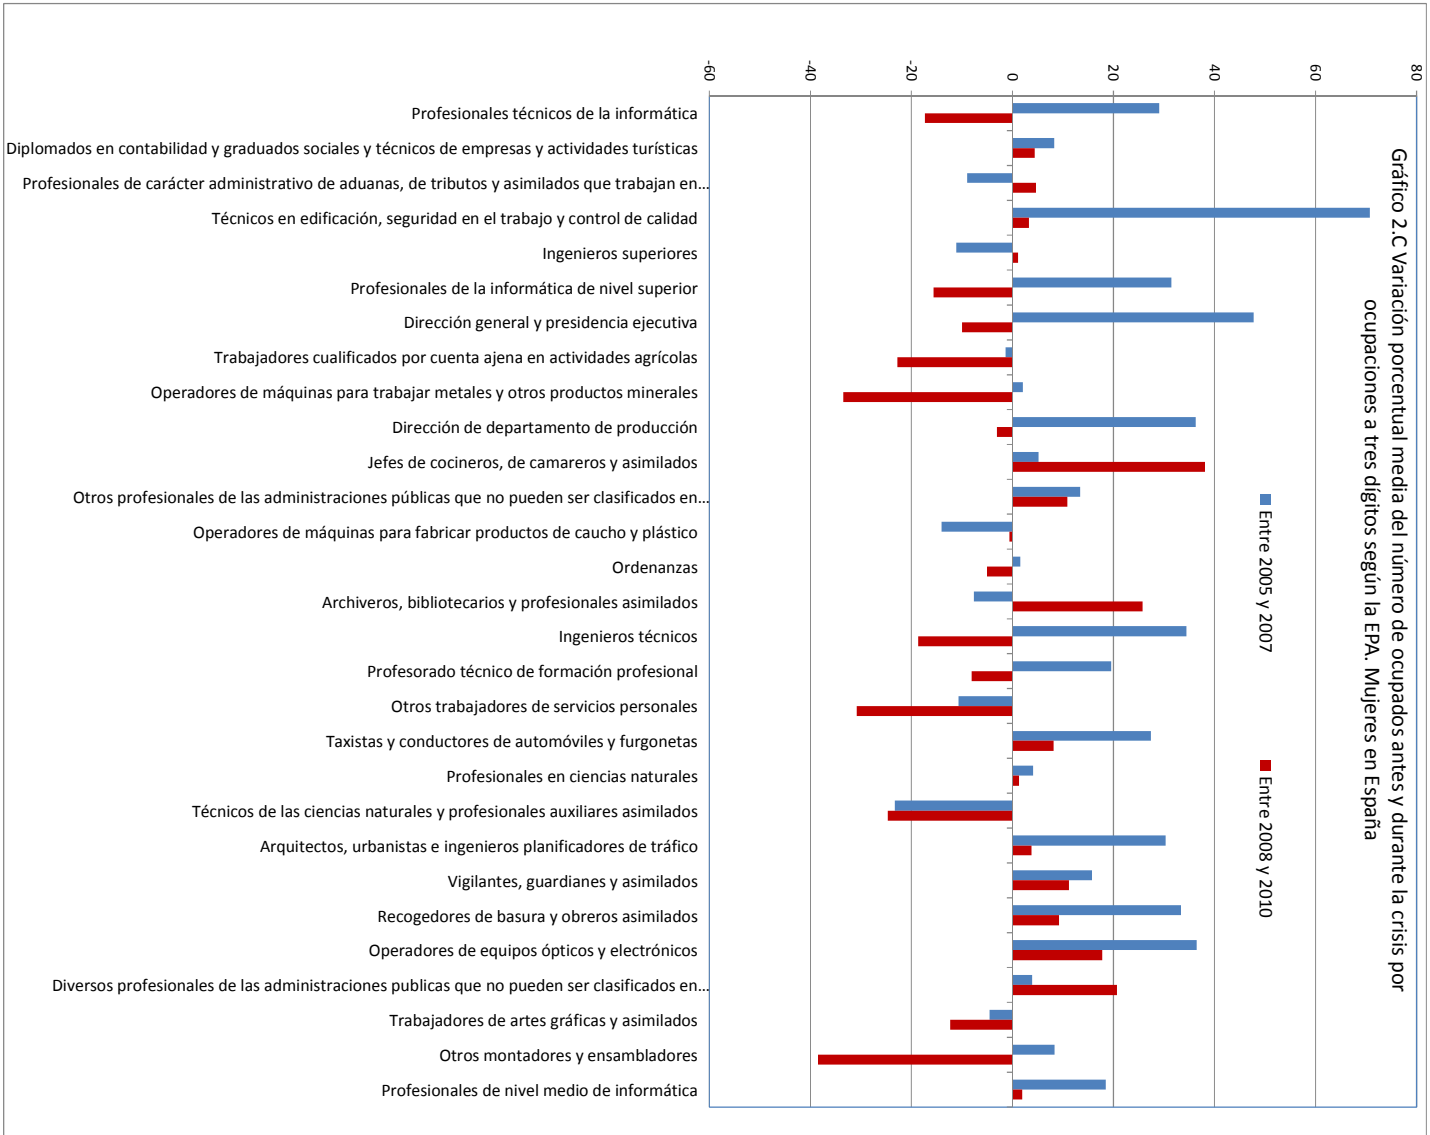 Gráfico 2.C Variación porcentual media del número de ocupados antes y durante la crisis por
ocupaciones a tres dígitos según la EPA. Mujeres en España
Entre 2005 y 2007
Entre 2008 y 2010
-60
-40
-20
0
20
40
60
80
Profesionales técnicos de la informática
Diplomados en contabilidad y graduados sociales y técnicos de empresas y actividades turísticas
Profesionales de carácter administrativo de aduanas, de tributos y asimilados que trabajan en…
Técnicos en edificación, seguridad en el trabajo y control de calidad
Ingenieros superiores
Profesionales de la informática de nivel superior
Dirección general y presidencia ejecutiva
Trabajadores cualificados por cuenta ajena en actividades agrícolas
Operadores de máquinas para trabajar metales y otros productos minerales
Dirección de departamento de producción
Jefes de cocineros, de camareros y asimilados
Otros profesionales de las administraciones públicas que no pueden ser clasificados en…
Operadores de máquinas para fabricar productos de caucho y plástico
Ordenanzas
Archiveros, bibliotecarios y profesionales asimilados
Ingenieros técnicos
Profesorado técnico de formación profesional
Otros trabajadores de servicios personales
Taxistas y conductores de automóviles y furgonetas
Profesionales en ciencias naturales
Técnicos de las ciencias naturales y profesionales auxiliares asimilados
Arquitectos, urbanistas e ingenieros planificadores de tráfico
Vigilantes, guardianes y asimilados
Recogedores de basura y obreros asimilados
Operadores de equipos ópticos y electrónicos
Diversos profesionales de las administraciones publicas que no pueden ser clasificados en…
Trabajadores de artes gráficas y asimilados
Otros montadores y ensambladores
Profesionales de nivel medio de informática